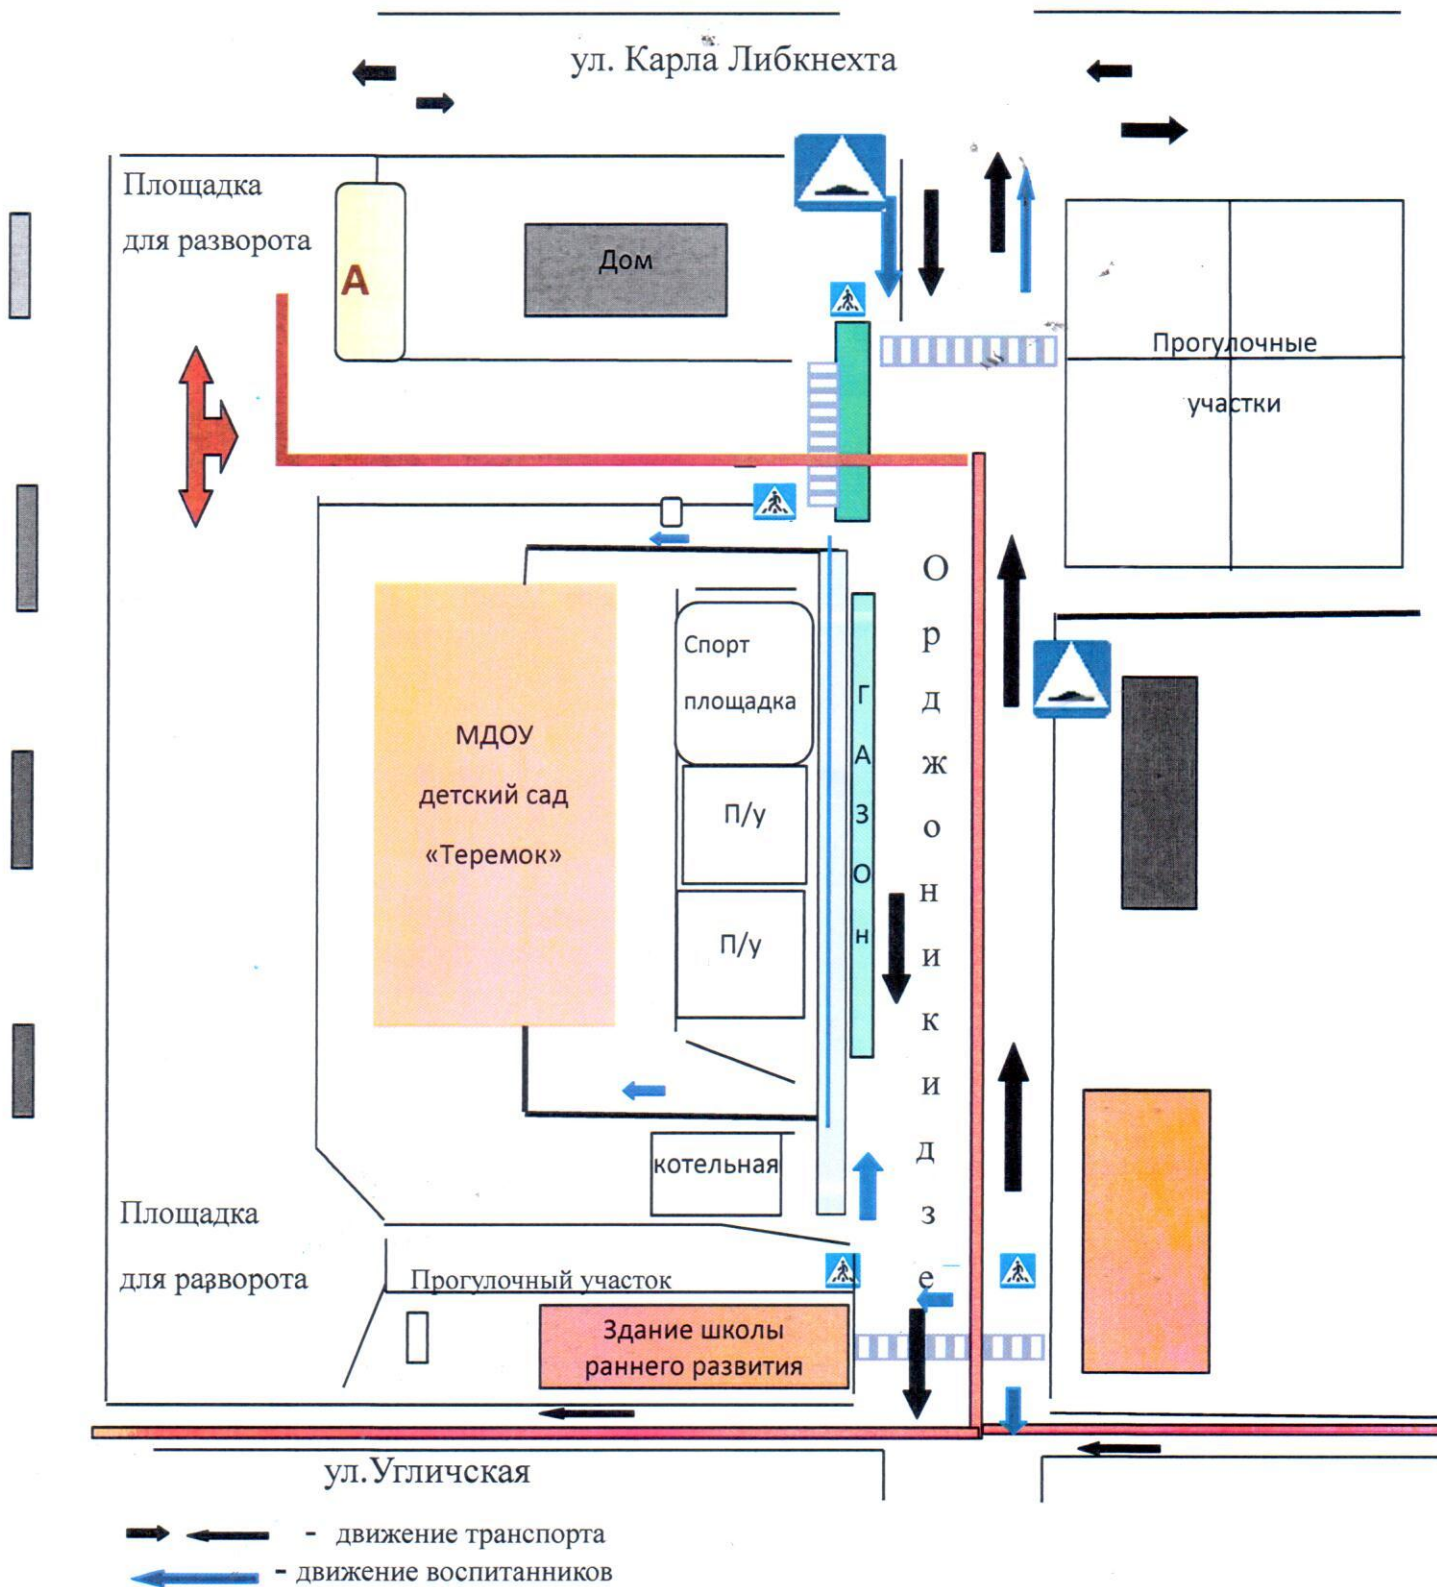 ул. Карла Либкнехта
Площадка
для разворота
А
Дом
Прогулочные
участки
Орджоникидзе
Спорт
площадка
ГАЗОн
МДОУ
детский сад
«Теремок»
П/у
П/у
котельная
Площадка
для разворота
Прогулочный участок
Здание школы
раннего развития
ул.Угличская
- движение транспорта
- движение воспитанников